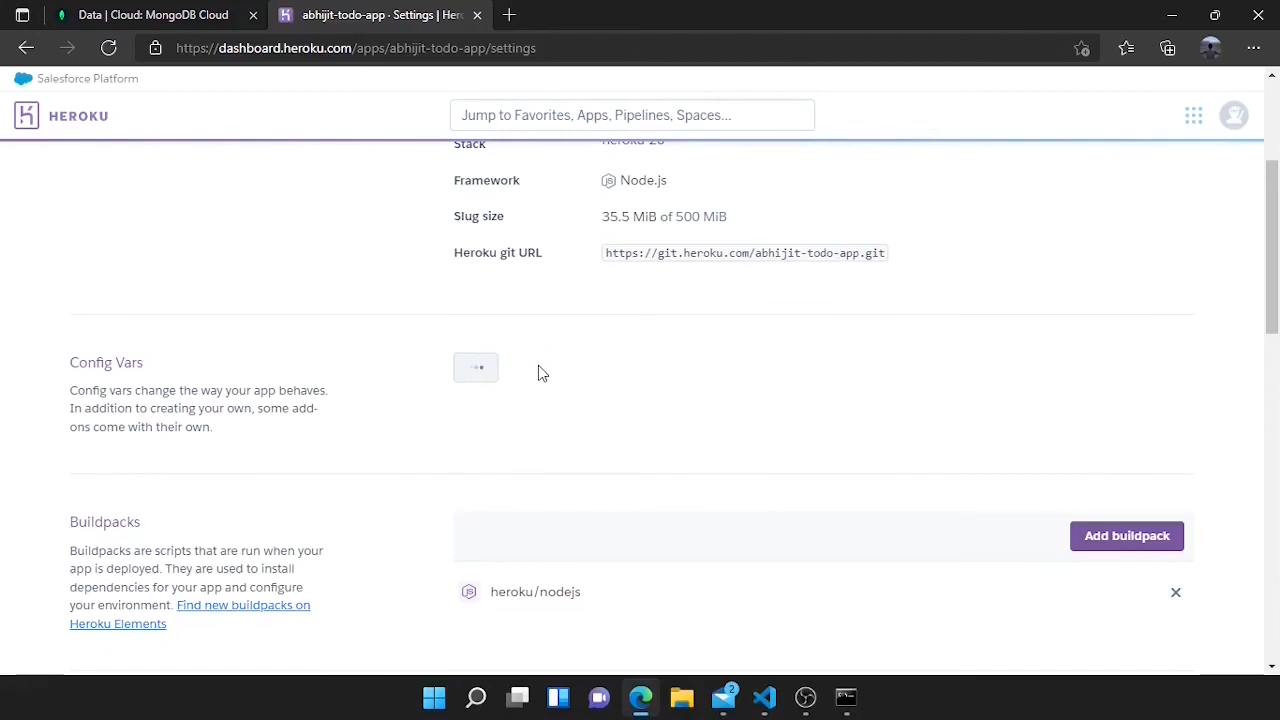 Data | Cloud: MongoDB Cloud
abhijit-todo-app · Settings | Her
https://dashboard.heroku.com/apps/abhijit-todo-app/settings
Salesforce Platform
HEROKU
Jump to Favorites, Apps, Pipelines, Spaces...
Stack
Framework
Node.js
Slug size
35.5 MiB of 500 MiB
Heroku git URL
https://git.heroku.com/abhijit-todo-app.git
Config Vars
Config vars change the way your app behaves.
In addition to creating your own, some add-
ons come with their own.
Buildpacks
Add buildpack
Buildpacks are scripts that are run when your
app is deployed. They are used to install
dependencies for your app and configure
your environment. Find new buildpacks on
Heroku Elements
heroku/nodejs
2